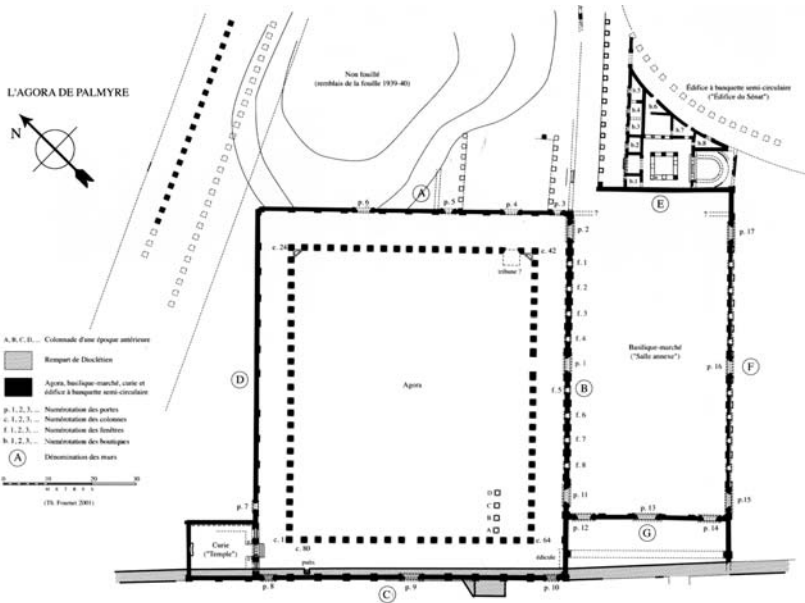 L'AGORA DE PALMYRE
N
Non fouillé
(remblais de la fouille 1939-40)
Édifice à banquette semi-circulaire
("Édifice du Sénat")
b.5
b.4
b.3
b.2
b.1
b.6
b.7
b.8
A
E
p. 6
p. 5
p. 4
p. 3
?
?
p. 2
p. 17
c. 24
c. 42
tribune ?
f. 1
f. 2
f. 3
f. 4
p. 1
f. 5
f. 6
f. 7
f. 8
p. 11
Basilique-marché
("Salle annexe")
p. 16
F
B
D
Agora
A, B, C, D, ... Colonnade d'une époque antérieure
Rempart de Dioclétien
Agora, basilique-marché, curie et
édifice à banquette semi-circulaire
p. 1, 2, 3, ... Numérotation des portes
c. 1, 2, 3, ... Numérotation des colonnes
f. 1, 2, 3, ... Numérotation des fenêtres
b. 1, 2, 3, ... Numérotation des boutiques
A Dénomination des murs
0 10 20 30
(Th. Fournet 2001)
D
C
B
A
p. 7
p. 15
p. 12
p. 13
p. 14
G
c. 1
c. 80
c. 64
Curie
("Temple")
puits
édicule
p. 8
p. 9
p. 10
C